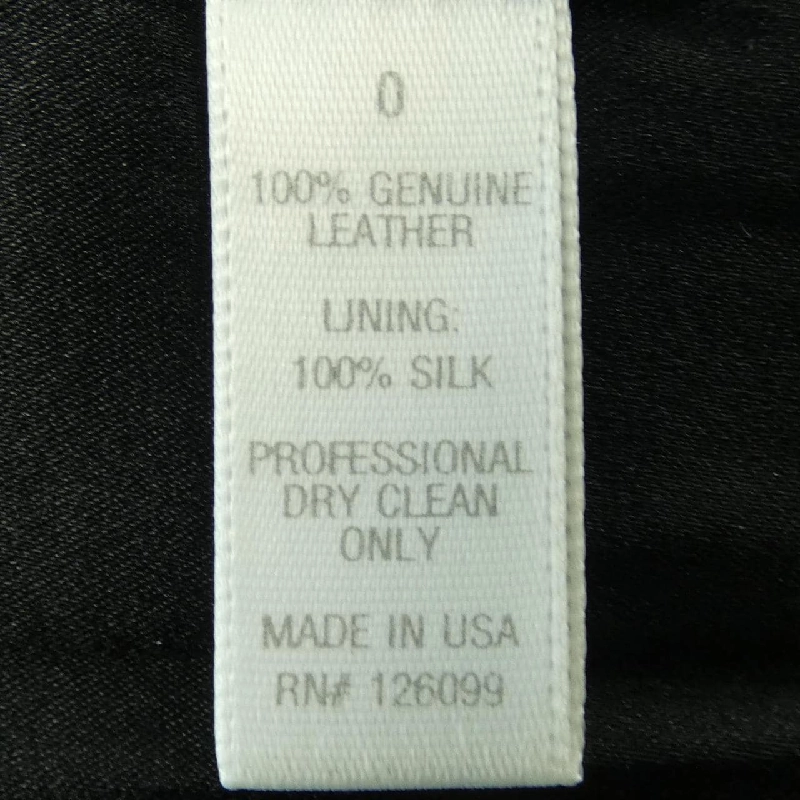 0
100% GENUINE
LEATHER
LINING:
100% SILK
PROFESSIONAL
DRY CLEAN
ONLY
MADE IN USA
RN# 126099